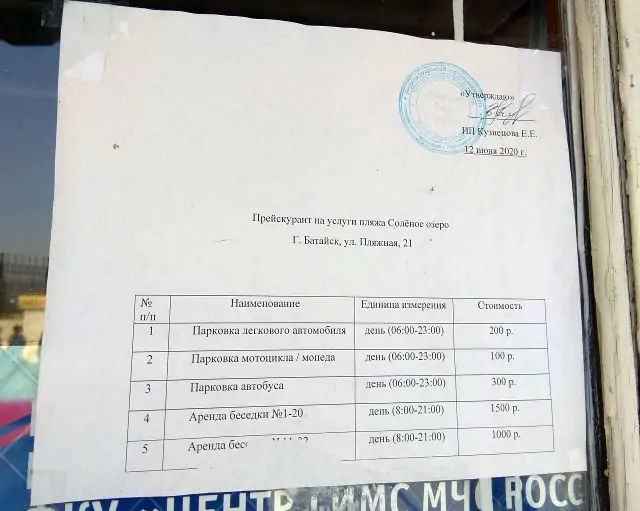 «Утверждаю»
ИП Кузнецова Е.Е.
12 июня 2020 г.
Прейскурант на услуги пляжа Солёное озеро
Г. Батайск, ул. Пляжная, 21
№ п/п Наименование Единица измерения Стоимость
1 Парковка легкового автомобиля день (06:00-23:00) 200 р.
2 Парковка мотоцикла / мопеда день (06:00-23:00) 100 р.
3 Парковка автобуса день (06:00-23:00) 300 р.
4 Аренда беседки №1-20 день (8:00-21:00) 1500 р.
5 Аренда день (8:00-21:00) 1000 р.
«ЦЕНТР ГИМС МЧС РОСС